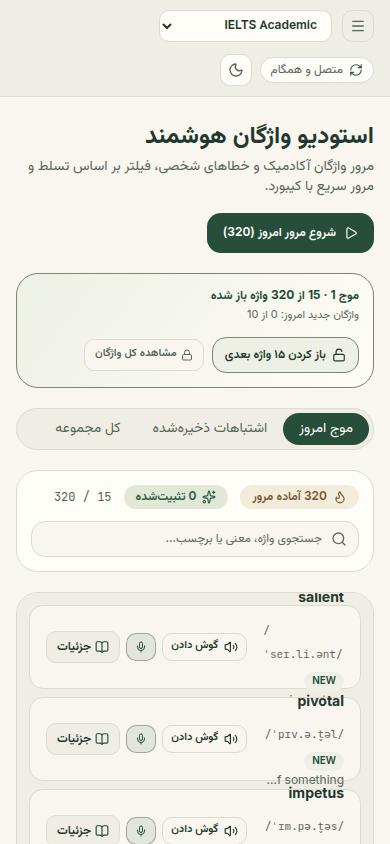 IELTS Academic
متصل و همگام
استودیو واژگان هوشمند
مرور واژگان آکادمیک و خطاهای شخصی، فیلتر بر اساس تسلط و
مرور سریع با کیبورد.
شروع مرور امروز (320)
موج 1 · 15 از 320 واژه باز شده
واژگان جدید امروز: 0 از 10
باز کردن ۱۵ واژه بعدی
مشاهده کل واژگان
موج امروز
اشتباهات ذخیره‌شده
کل مجموعه
320 آماده مرور
0 تثبیت‌شده
15 / 320
جستجوی واژه، معنی یا برچسب...
salient
/
ˈseɪ.li.ənt/
NEW
گوش دادن
جزئیات
pivotal
/ˈpɪv.ə.t̬əl/
NEW
...f something
گوش دادن
جزئیات
impetus
/ˈɪm.pə.t̬əs/
گوش دادن
جزئیات